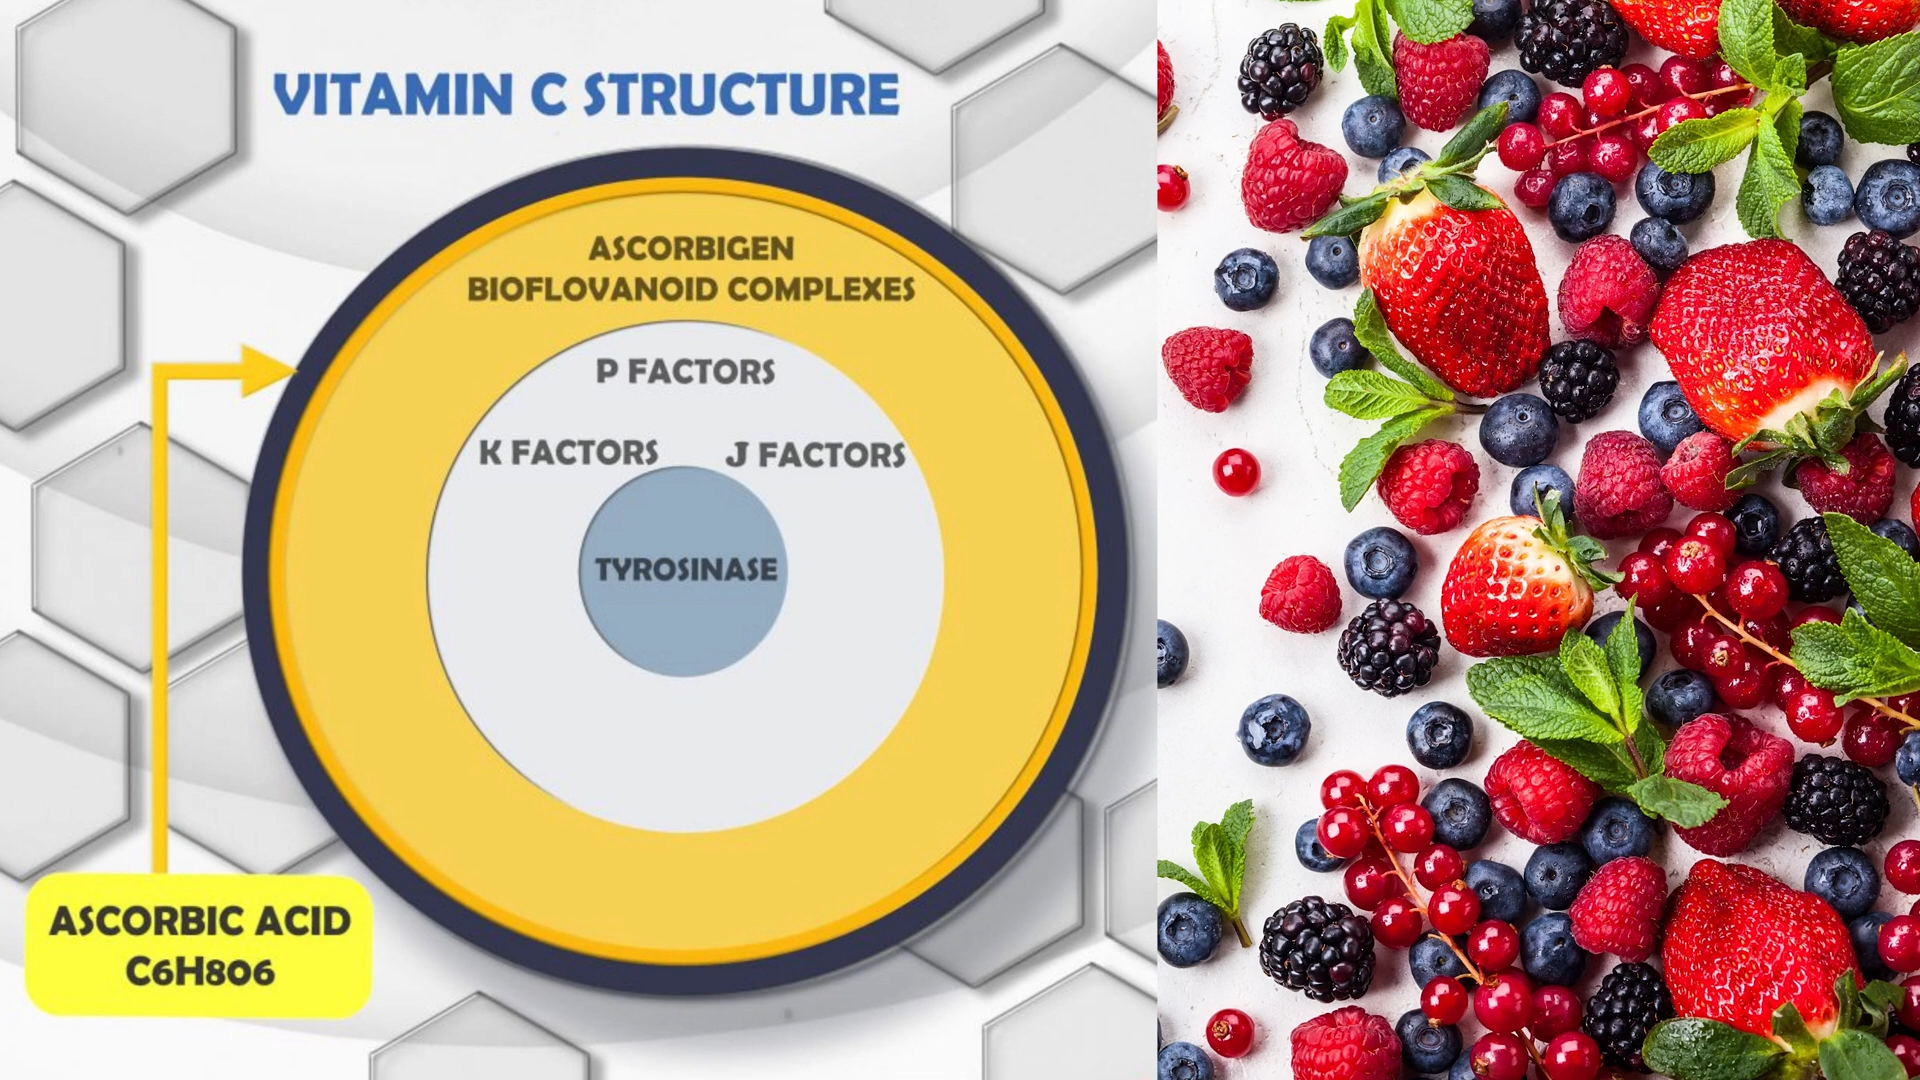 VITAMIN C STRUCTURE
ASCORBIGEN
BIOFLOVANOID COMPLEXES
P FACTORS
K FACTORS J FACTORS
TYROSINASE
ASCORBIC ACID
C6H806